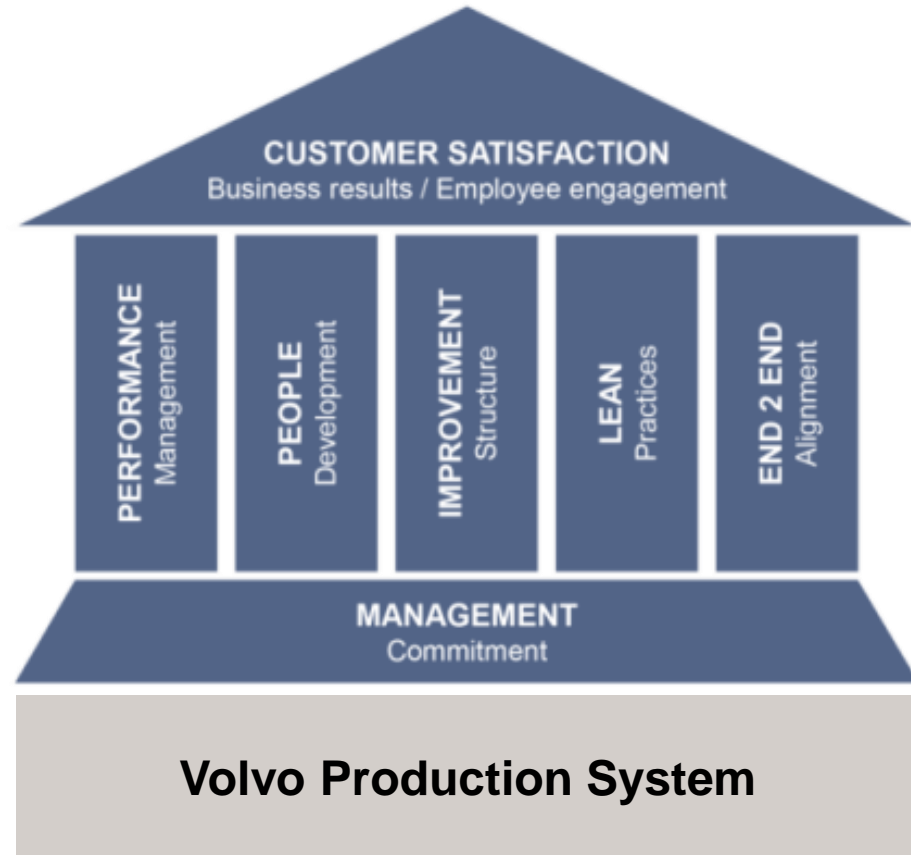 CUSTOMER SATISFACTION
Business results / Employee engagement
PERFORMANCE
Management
PEOPLE
Development
IMPROVEMENT
Structure
LEAN
Practices
END 2 END
Alignment
MANAGEMENT
Commitment
Volvo Production System